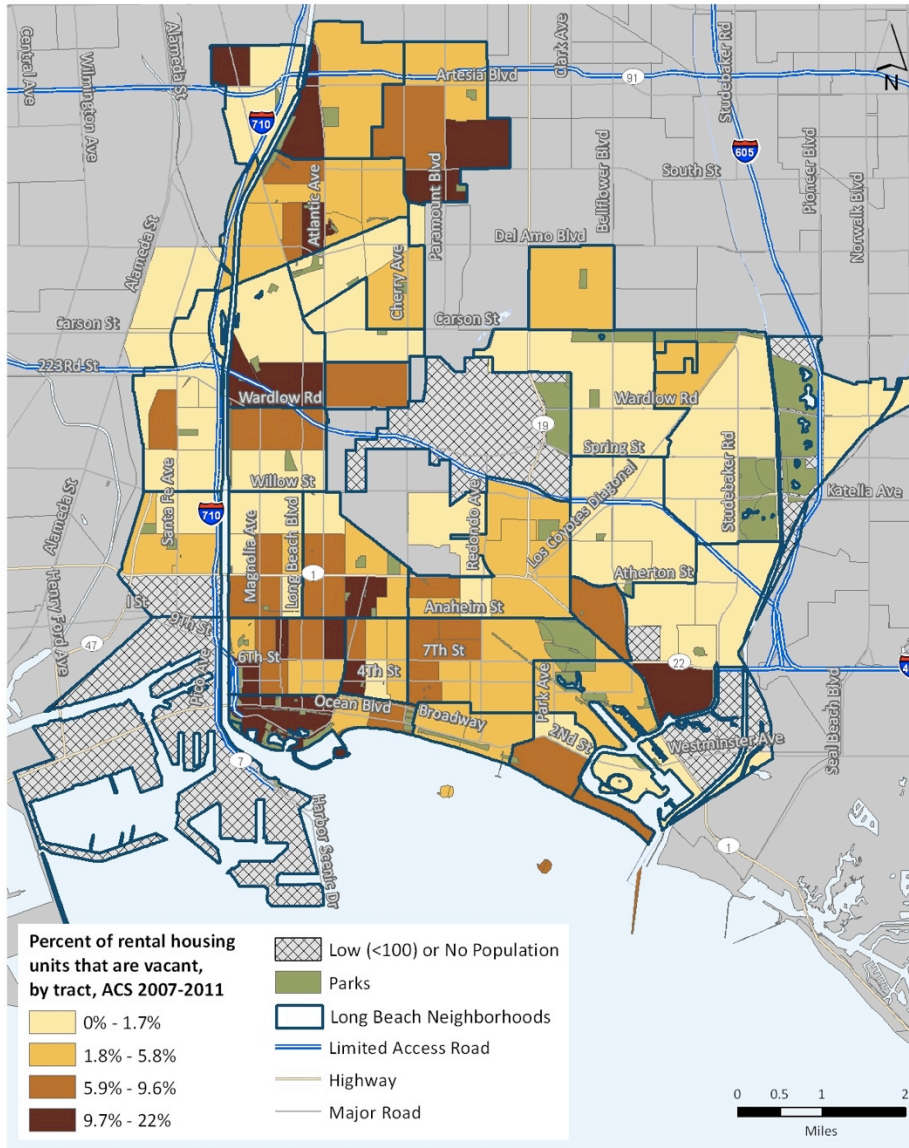 Central Ave
Wilmington Ave
Alameda St
Clark Ave
Studebaker Rd
Artesia Blvd
91
N
710
605
Atlantic Ave
Paramount Blvd
Bellflower Blvd
South St
Pioneer Blvd
Norwalk Blvd
Alameda St
Cherry Ave
Del Amo Blvd
Carson St
Carson St
223Rd St
Wardlow Rd
Wardlow Rd
19
Spring St
Santa Fe Ave
Willow St
Redondo Ave
Los Coyotes Diagonal
Studebaker Rd
Katella Ave
710
Alameda St
Magnolia Ave
Long Beach Blvd
1
Atherton St
Henry Ford Ave
I St
9Th St
Anaheim St
47
6Th St
7Th St
4Th St
22
Pico Ave
Ocean Blvd
Broadway
Park Ave
2Nd St
Westminster Ave
Seal Beach Blvd
7
Harbor Scenic Dr
1
Percent of rental housing
units that are vacant,
by tract, ACS 2007-2011
0% - 1.7%
1.8% - 5.8%
5.9% - 9.6%
9.7% - 22%
Low (<100) or No Population
Parks
Long Beach Neighborhoods
Limited Access Road
Highway
Major Road
0 0.5 1 2
Miles